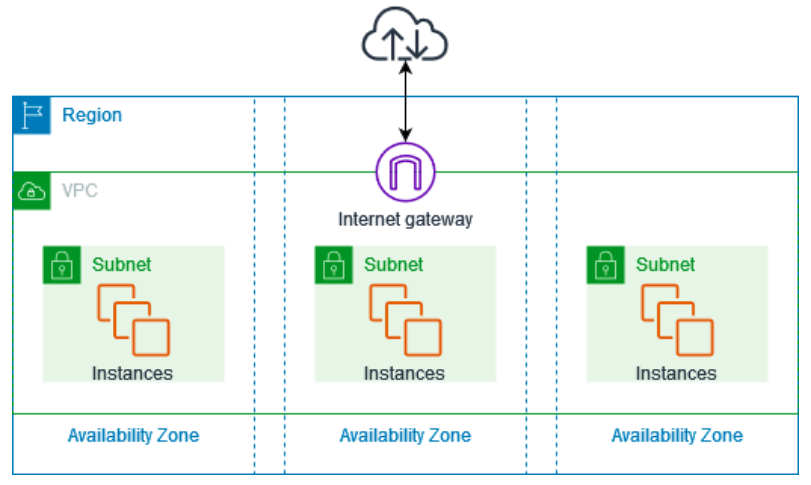 Region
VPC
Internet gateway
Subnet
Subnet
Subnet
Instances
Instances
Instances
Availability Zone
Availability Zone
Availability Zone